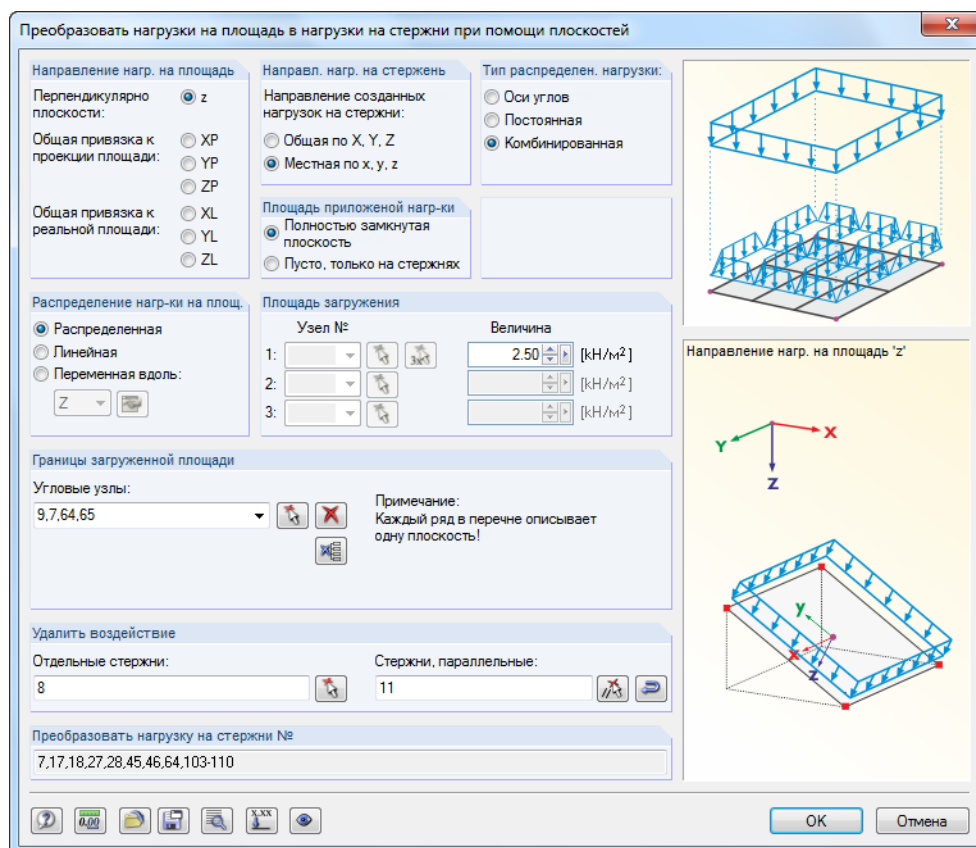 Преобразовать нагрузки на площадь в нагрузки на стержни при помощи плоскостей
Направление нагр. на площадь
Перпендикулярно плоскости:
z
Общая привязка к проекции площади:
XP
YP
ZP
Общая привязка к реальной площади:
XL
YL
ZL
Направл. нагр. на стержень
Направление созданных
нагрузок на стержни:
Общая по X, Y, Z
Местная по x, y, z
Тип распределен. нагрузки:
Оси углов
Постоянная
Комбинированная
Площадь приложеной нагр-ки
Полностью замкнутая
плоскость
Пусто, только на стержнях
Распределение нагр-ки на площ.
Распределенная
Линейная
Переменная вдоль:
Z
Площадь загружения
Узел № Величина
1: 3x 2.50 [kH/м²]
2: [kH/м²]
3: [kH/м²]
Границы загруженной площади
Угловые узлы:
9,7,64,65
Примечание:
Каждый ряд в перечне описывает
одну плоскость!
Удалить воздействие
Отдельные стержни:
8
Стержни, параллельные:
11
Преобразовать нагрузку на стержни №
7,17,18,27,28,45,46,64,103-110
Направление нагр. на площадь 'z'
Y X
Z
y
x
z
0.00 x.xx
OK Отмена